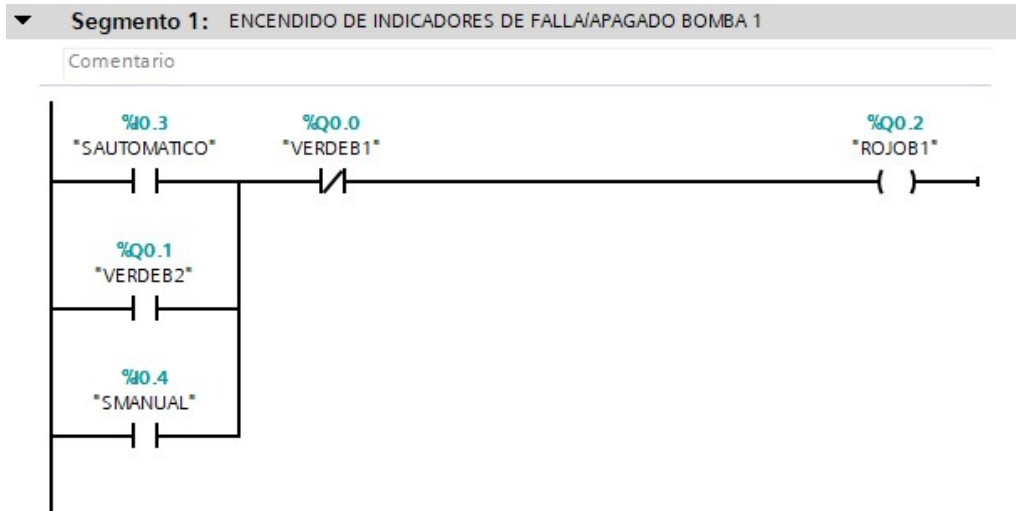 Segmento 1: ENCENDIDO DE INDICADORES DE FALLA/APAGADO BOMBA 1
Comentario
%I0.3 %Q0.0 %Q0.2
"SAUTOMATICO" "VERDEB1" "ROJOB1"
%Q0.1
"VERDEB2"
%I0.4
"SMANUAL"